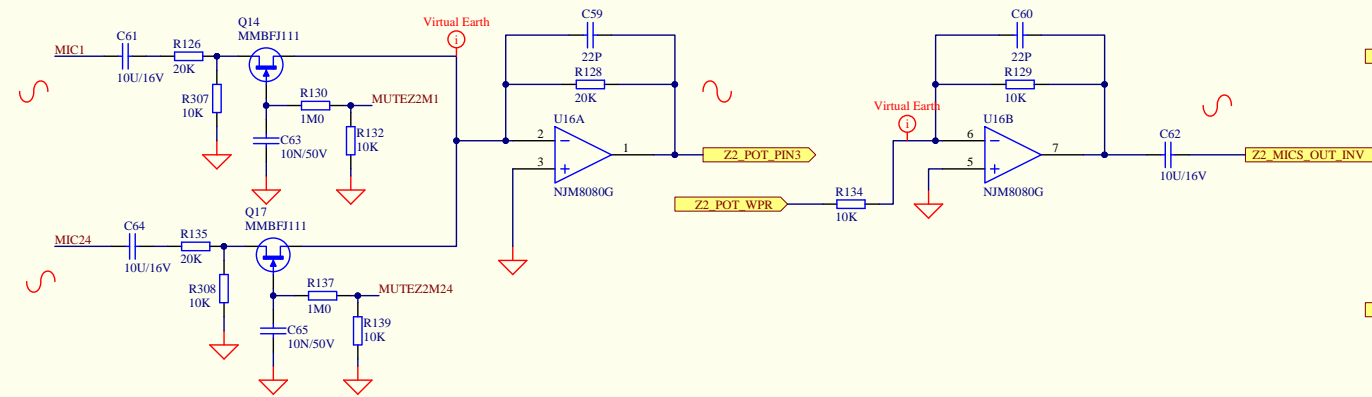 MIC1
C61
10U/16V
R126
20K
R307
10K
Q14
MMBFJ111
R130
1M0
MUTEZ2M1
C63
10N/50V
R132
10K
Virtual Earth
i
C59
22P
R128
20K
U16A
2
3
1
NJM8080G
Z2_POT_PIN3
Z2_POT_WPR
R134
10K
Virtual Earth
i
C60
22P
R129
10K
U16B
6
5
7
NJM8080G
C62
10U/16V
Z2_MICS_OUT_INV
MIC24
C64
10U/16V
R135
20K
R308
10K
Q17
MMBFJ111
R137
1M0
MUTEZ2M24
C65
10N/50V
R139
10K